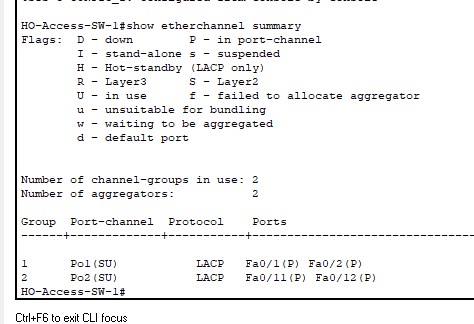 HO-Access-SW-1#show etherchannel summary
Flags:  D - down        P - in port-channel
        I - stand-alone s - suspended
        H - Hot-standby (LACP only)
        R - Layer3      S - Layer2
        U - in use      f - failed to allocate aggregator
        u - unsuitable for bundling
        w - waiting to be aggregated
        d - default port
Number of channel-groups in use: 2
Number of aggregators:           2
Group  Port-channel  Protocol    Ports
------+-------------+-----------+----------------------------------
1      Po1(SU)           LACP   Fa0/1(P) Fa0/2(P)
2      Po2(SU)           LACP   Fa0/11(P) Fa0/12(P)
HO-Access-SW-1#
Ctrl+F6 to exit CLI focus